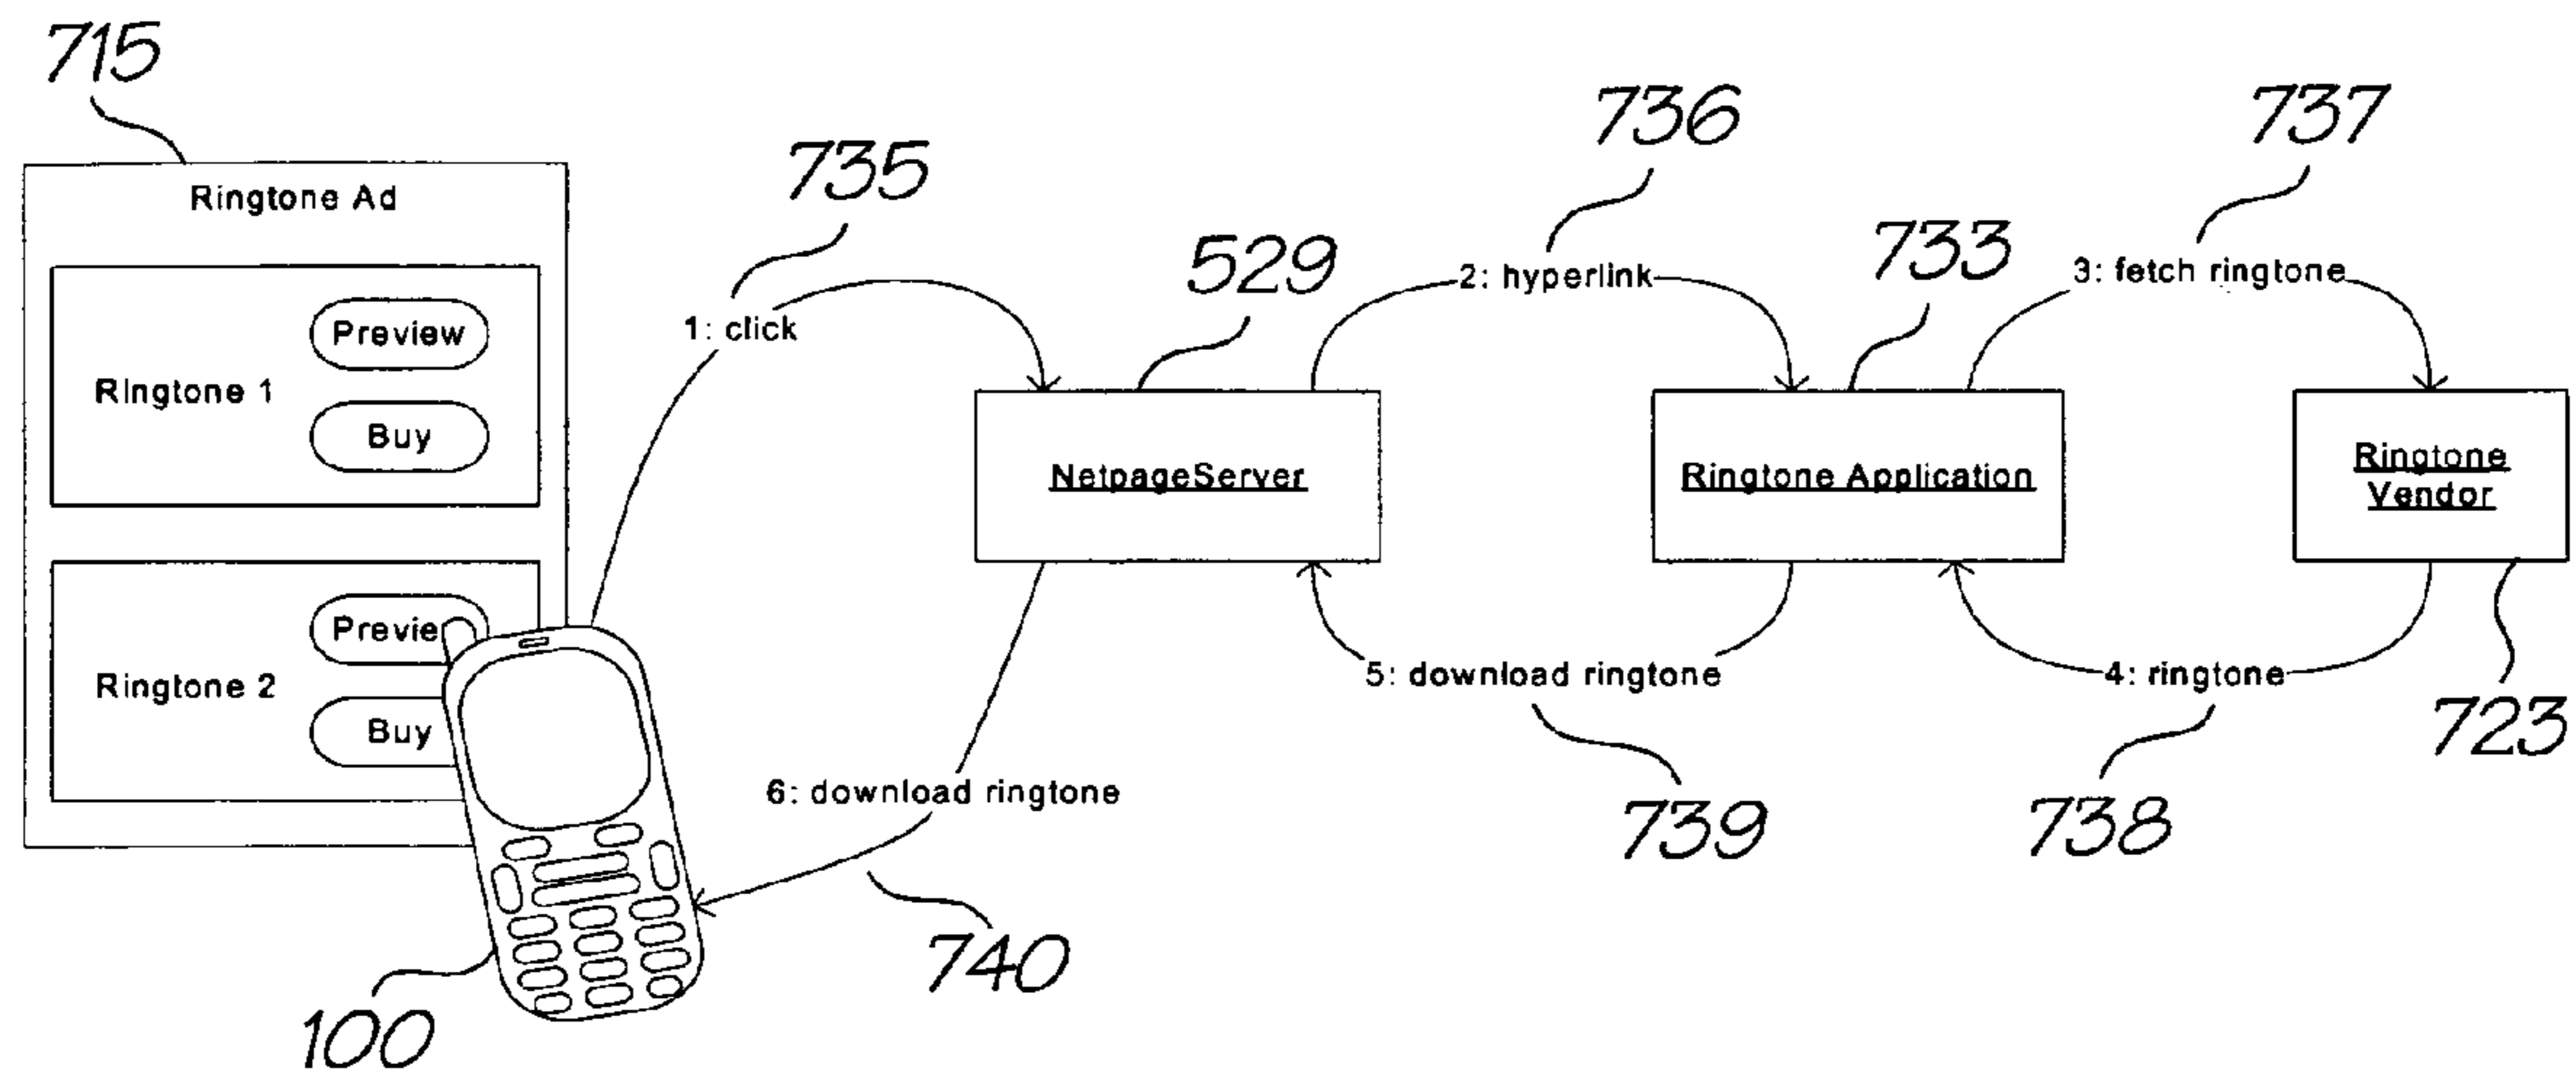 715
Ringtone Ad
Ringtone 1
Preview
Buy
Ringtone 2
Previe
Buy
100
735
1: click
529
NetpageServer
736
2: hyperlink
733
Ringtone Application
737
3: fetch ringtone
Ringtone
Vendor
723
4: ringtone
738
5: download ringtone
739
6: download ringtone
740